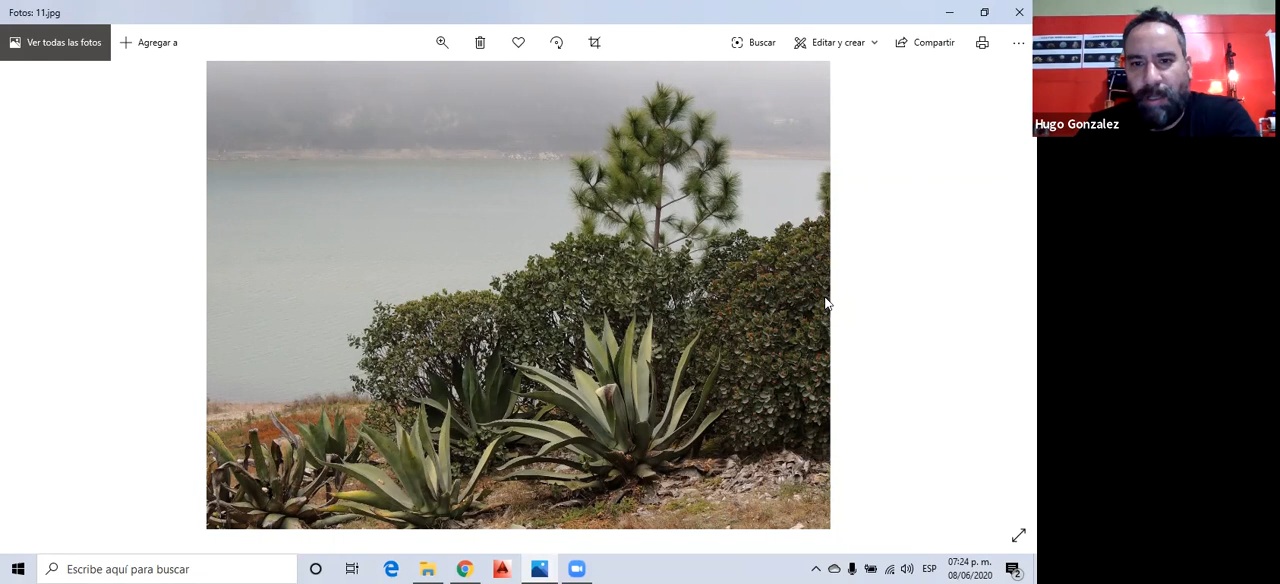 Fotos: 11.jpg
Ver todas las fotos
Agregar a
Buscar
Editar y crear
Compartir
Hugo Gonzalez
Escribe aquí para buscar
ESP
07:24 p. m.
08/06/2020
2